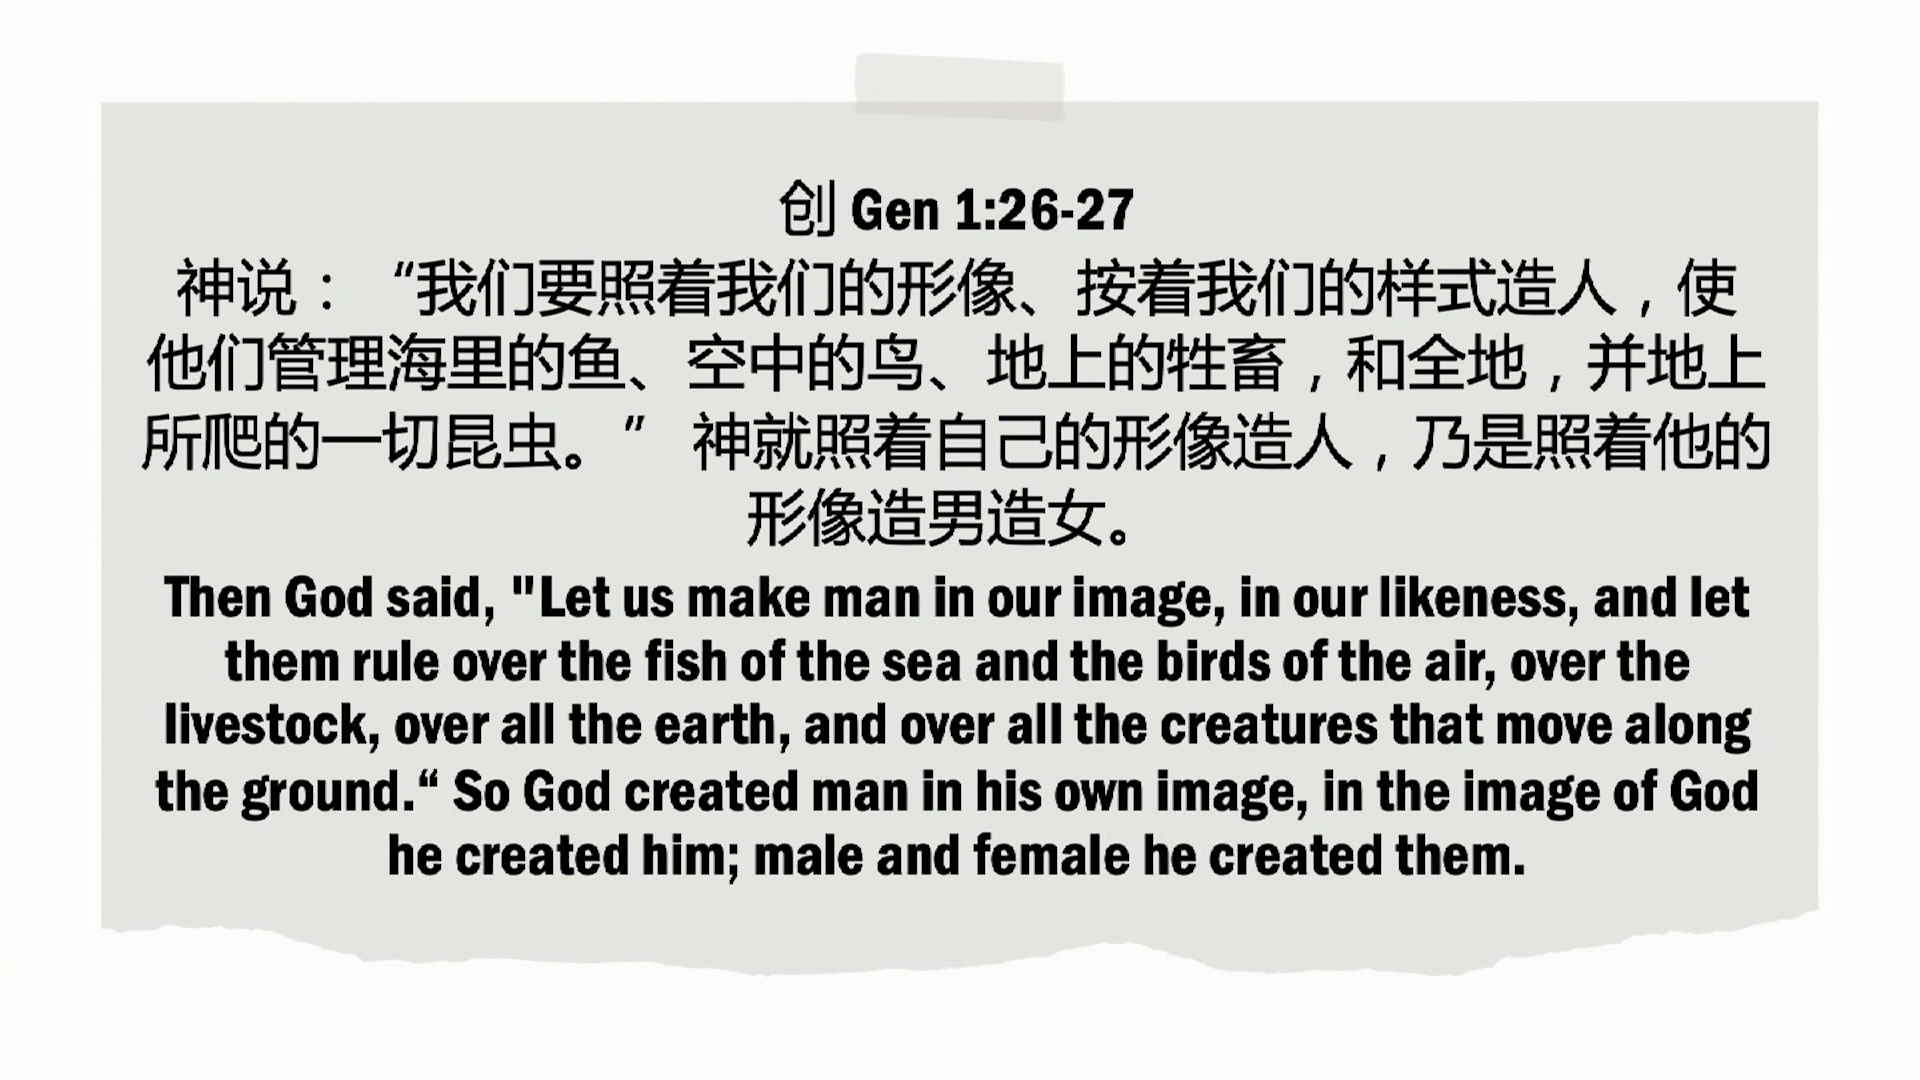 创 Gen 1:26-27
神说：“我们要照着我们的形像、按着我们的样式造人，使
他们管理海里的鱼、空中的鸟、地上的牲畜，和全地，并地上
所爬的一切昆虫。” 神就照着自己的形像造人，乃是照着他的
形像造男造女。
Then God said, "Let us make man in our image, in our likeness, and let
them rule over the fish of the sea and the birds of the air, over the
livestock, over all the earth, and over all the creatures that move along
the ground.“ So God created man in his own image, in the image of God
he created him; male and female he created them.